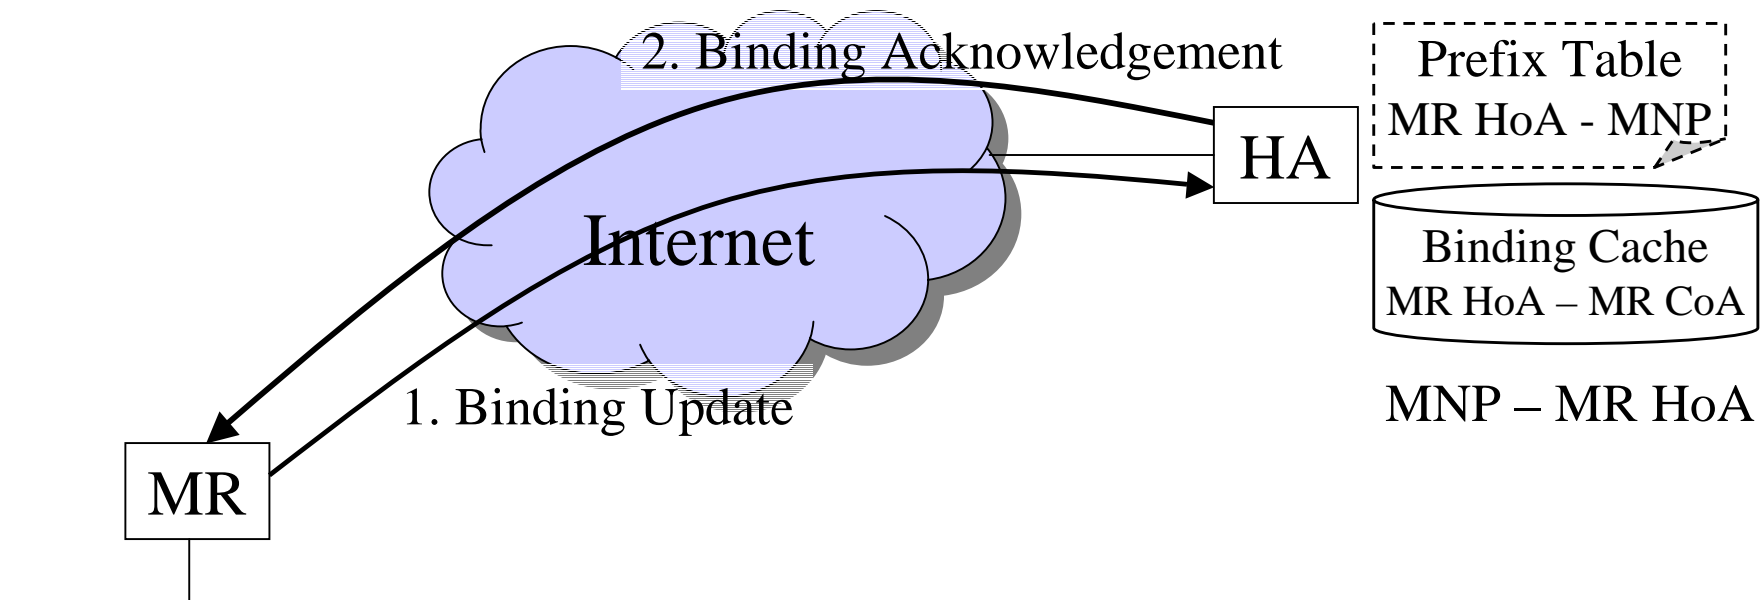 2. Binding Acknowledgement
Prefix Table
MR HoA - MNP
HA
Internet
Binding Cache
MR HoA – MR CoA
1. Binding Update
MNP – MR HoA
MR